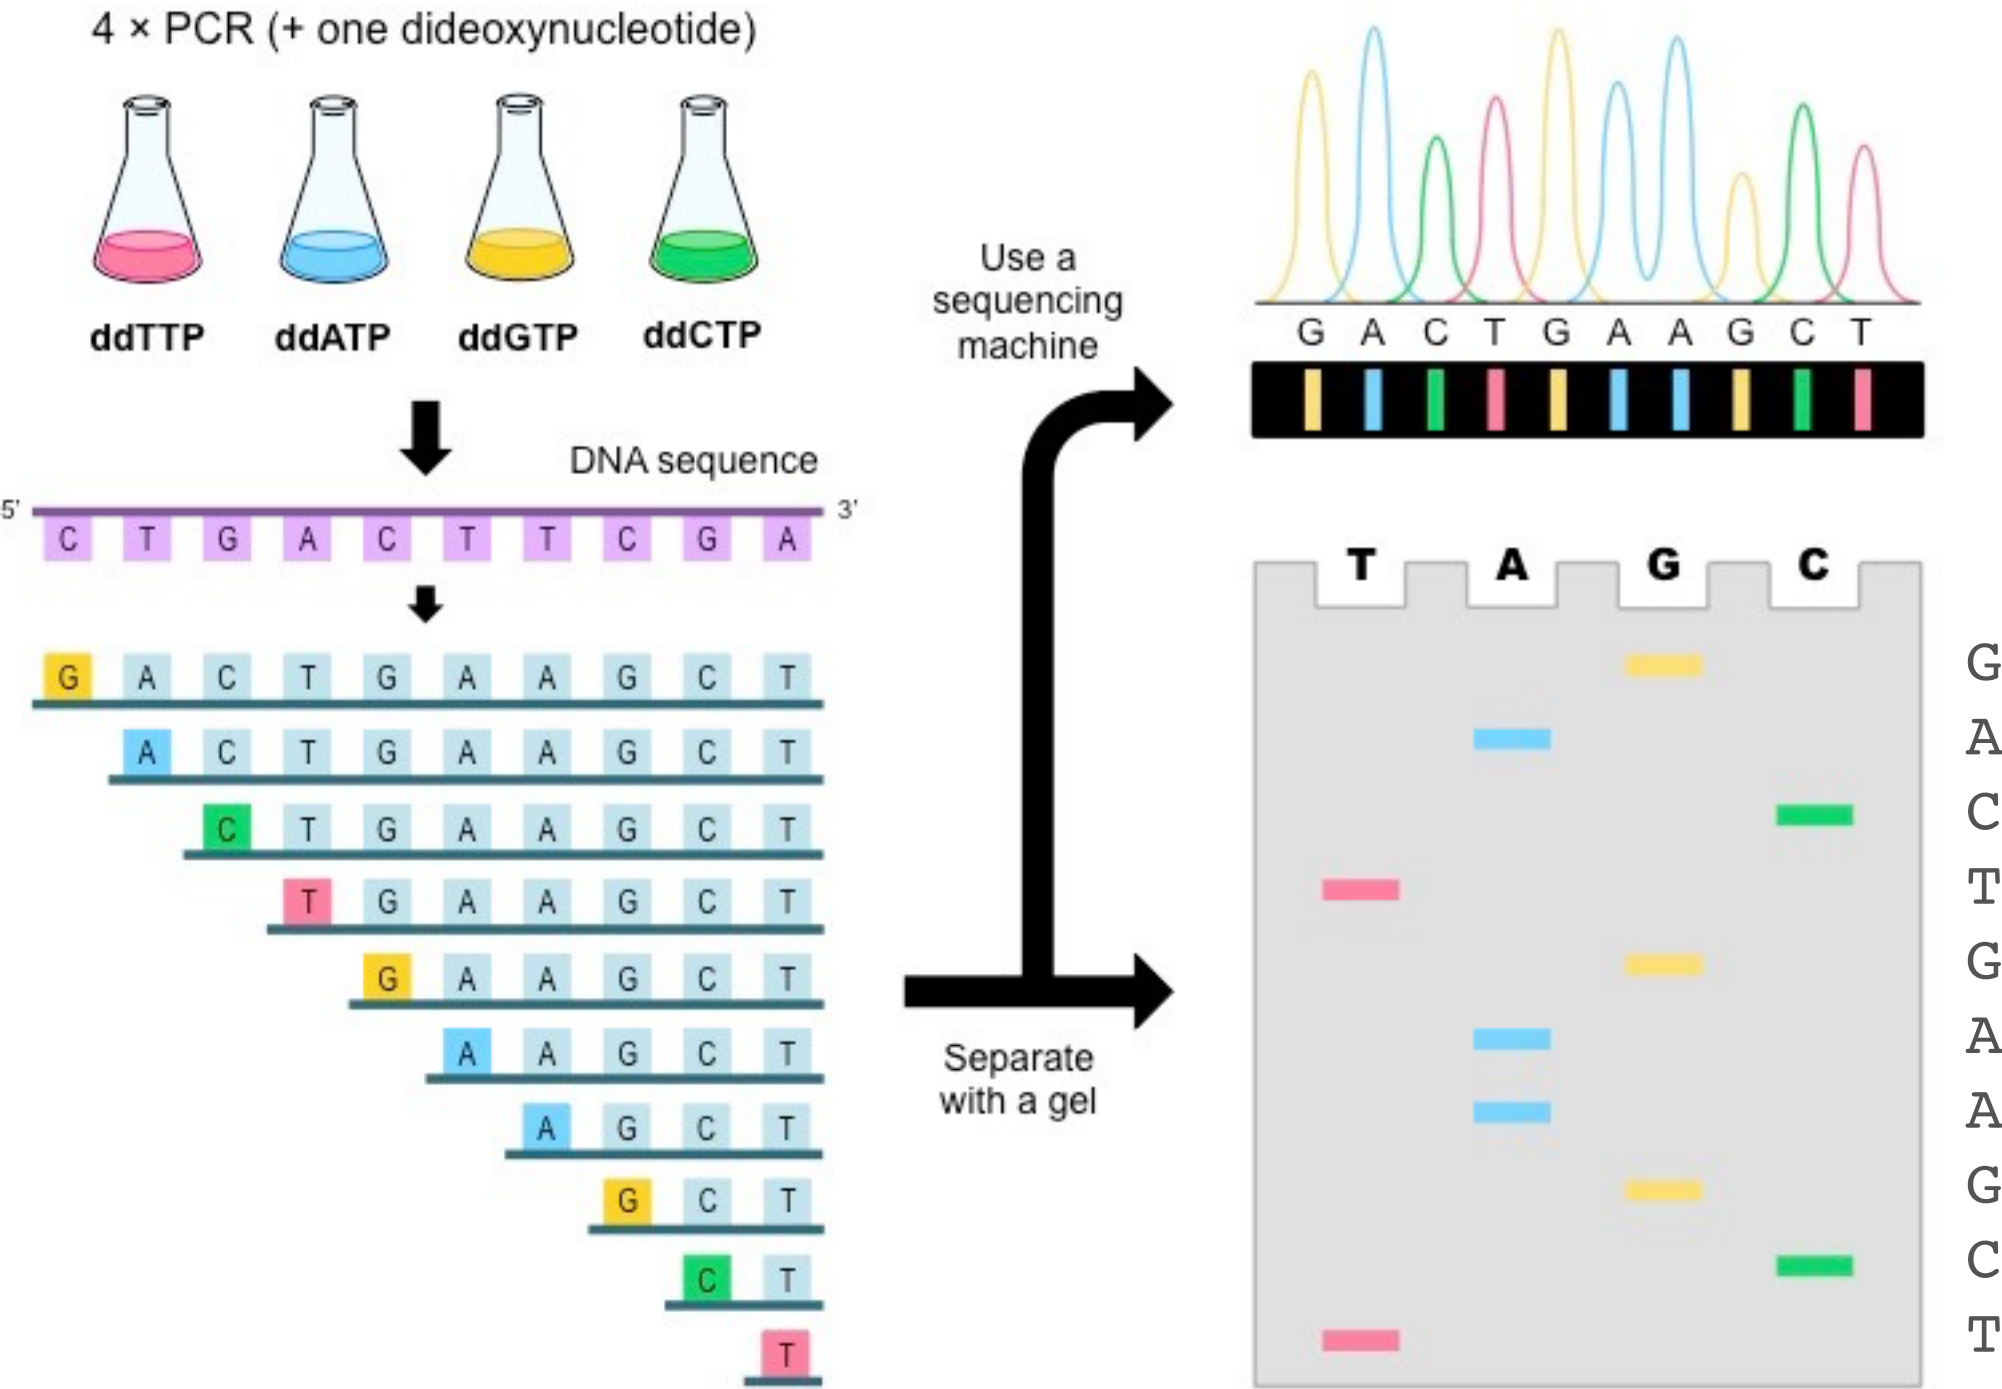 4 × PCR (+ one dideoxynucleotide)
ddTTP ddATP ddGTP ddCTP
DNA sequence
5’ 3’
C T G A C T T C G A
G A C T G A A G C T
A C T G A A G C T
C T G A A G C T
T G A A G C T
G A A G C T
A A G C T
A G C T
G C T
C T
T
Use a
sequencing
machine
Separate
with a gel
G A C T G A A G C T
T A G C
G
A
C
T
G
A
A
G
C
T